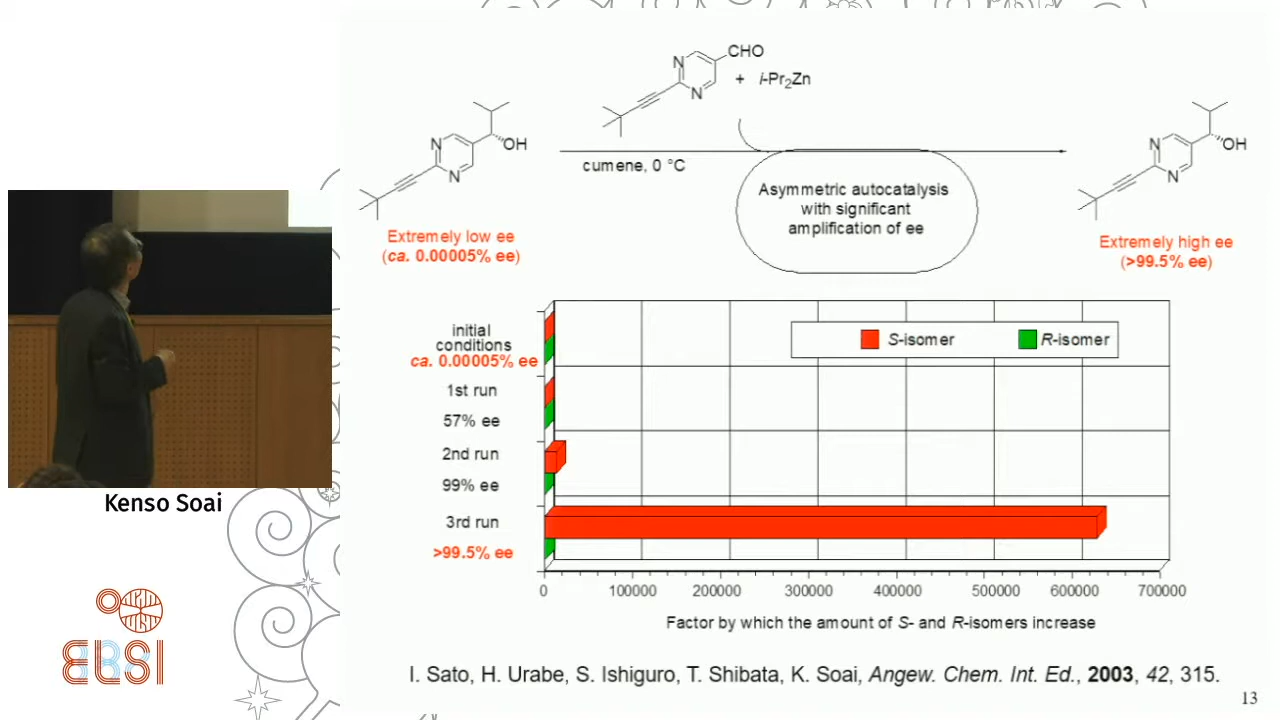 CHO
N
N
+ i-Pr2Zn
OH
N
N
cumene, 0 °C
OH
N
N
Asymmetric autocatalysis
with significant
amplification of ee
Extremely low ee
(ca. 0.00005% ee)
Extremely high ee
(>99.5% ee)
initial
conditions
ca. 0.00005% ee
S-isomer
R-isomer
1st run
57% ee
2nd run
99% ee
3rd run
>99.5% ee
0 100000 200000 300000 400000 500000 600000 700000
Factor by which the amount of S- and R-isomers increase
I. Sato, H. Urabe, S. Ishiguro, T. Shibata, K. Soai, Angew. Chem. Int. Ed., 2003, 42, 315.
13
Kenso Soai
ELSI